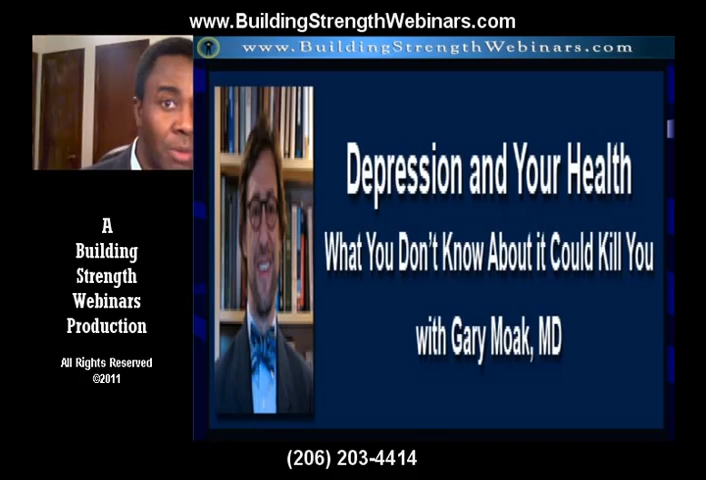 www.BuildingStrengthWebinars.com
www.BuildingStrengthWebinars.com
A
Building
Strength
Webinars
Production
All Rights Reserved
©2011
Depression and Your Health
What You Don't Know About it Could Kill You
with Gary Moak, MD
(206) 203-4414